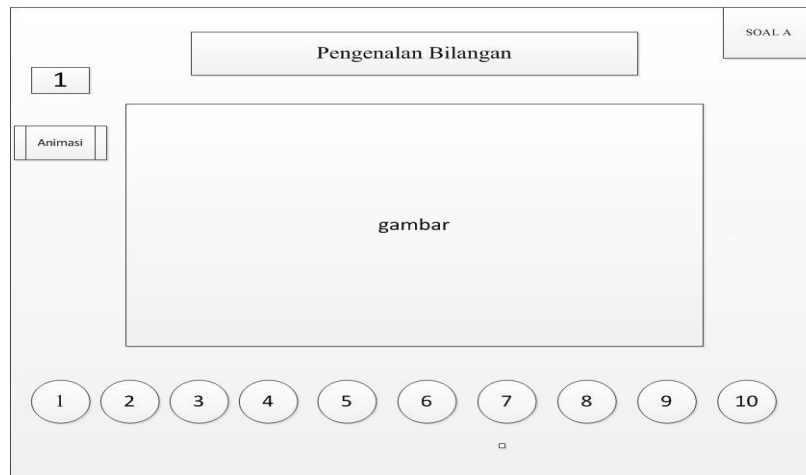 SOAL A
Pengenalan Bilangan
1
Animasi
gambar
1 2 3 4 5 6 7 8 9 10